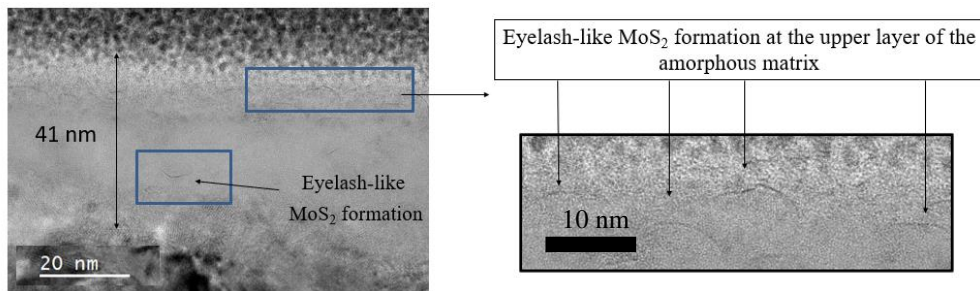 41 nm
Eyelash-like
MoS₂ formation
20 nm
Eyelash-like MoS₂ formation at the upper layer of the
amorphous matrix
10 nm